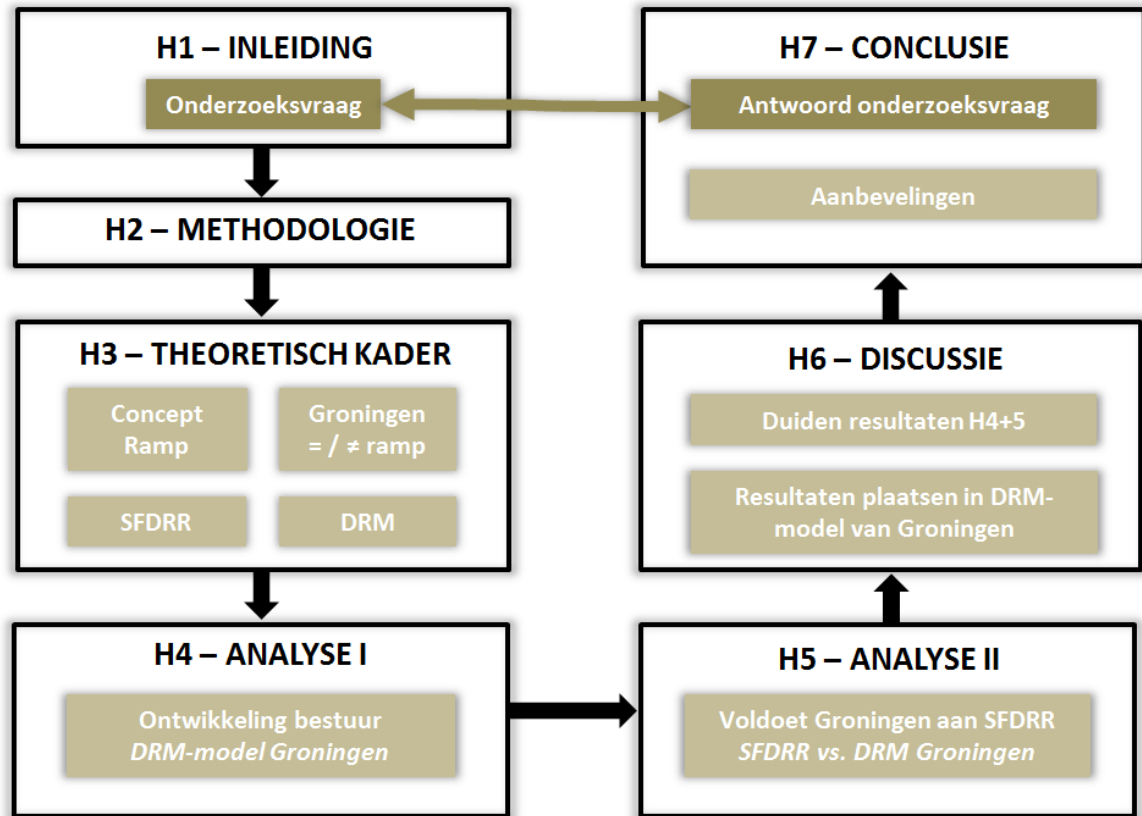 H1 – INLEIDING
Onderzoeksvraag
H2 – METHODOLOGIE
H3 – THEORETISCH KADER
Concept
Ramp
Groningen
= / ≠ ramp
SFDRR
DRM
H4 – ANALYSE I
Ontwikkeling bestuur
DRM-model Groningen
H5 – ANALYSE II
Voldoet Groningen aan SFDRR
SFDRR vs. DRM Groningen
H6 – DISCUSSIE
Duiden resultaten H4+5
Resultaten plaatsen in DRM-
model van Groningen
H7 – CONCLUSIE
Antwoord onderzoeksvraag
Aanbevelingen